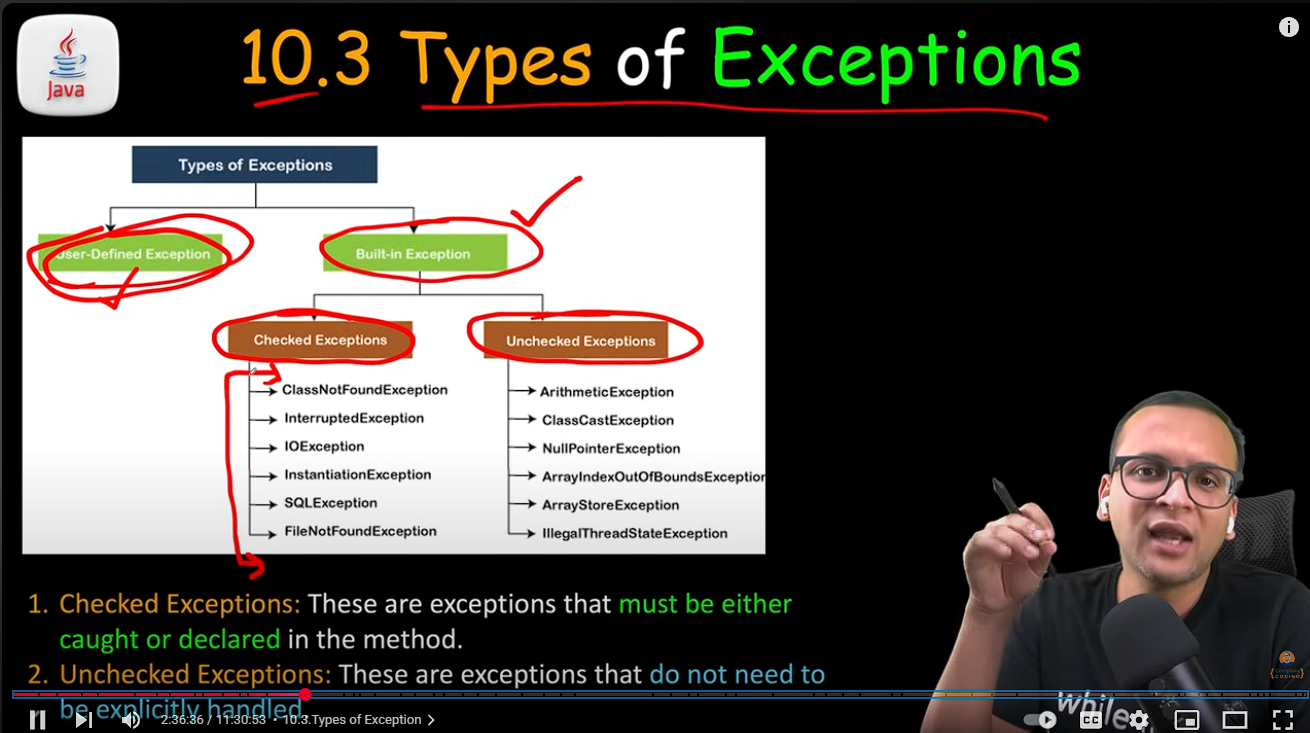 10.3 Types of Exceptions
Java
Types of Exceptions
User-Defined Exception
Built-in Exception
Checked Exceptions
Unchecked Exceptions
ClassNotFoundException
InterruptedException
IOException
InstantiationException
SQLException
FileNotFoundException
ArithmeticException
ClassCastException
NullPointerException
ArrayIndexOutOfBoundsException
ArrayStoreException
IllegalThreadStateException
1. Checked Exceptions: These are exceptions that must be either
caught or declared in the method.
2. Unchecked Exceptions: These are exceptions that do not need to
be explicitly handled.
2:36:36 / 11:30:53 • 10.3.Types of Exception
CC
While
CODING